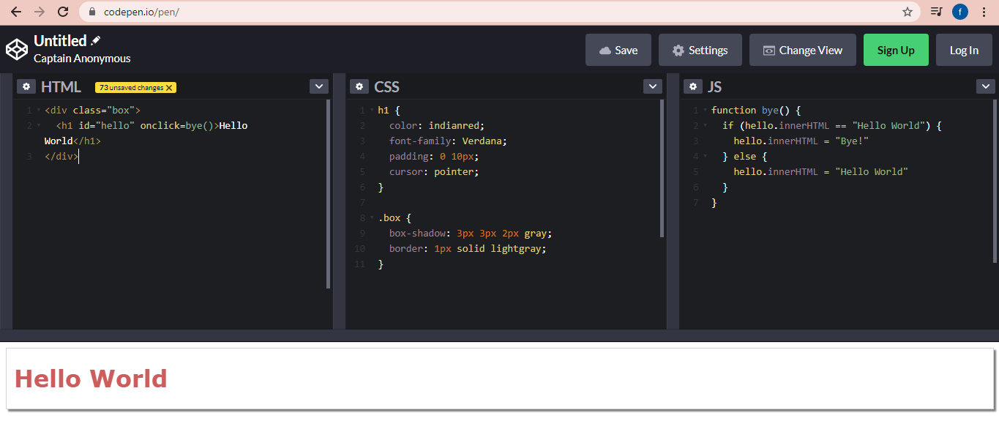 codepen.io/pen/
f
Untitled
Captain Anonymous
Save
Settings
Change View
Sign Up
Log In
HTML
73 unsaved changes X
1 <div class="box">
2   <h1 id="hello" onclick=bye()>Hello
World</h1>
3 </div>
CSS
1 h1 {
2   color: indianred;
3   font-family: Verdana;
4   padding: 0 10px;
5   cursor: pointer;
6 }
7
8 .box {
9   box-shadow: 3px 3px 2px gray;
10   border: 1px solid lightgray;
11 }
JS
1 function bye() {
2   if (hello.innerHTML == "Hello World") {
3     hello.innerHTML = "Bye!"
4   } else {
5     hello.innerHTML = "Hello World"
6   }
7 }
Hello World